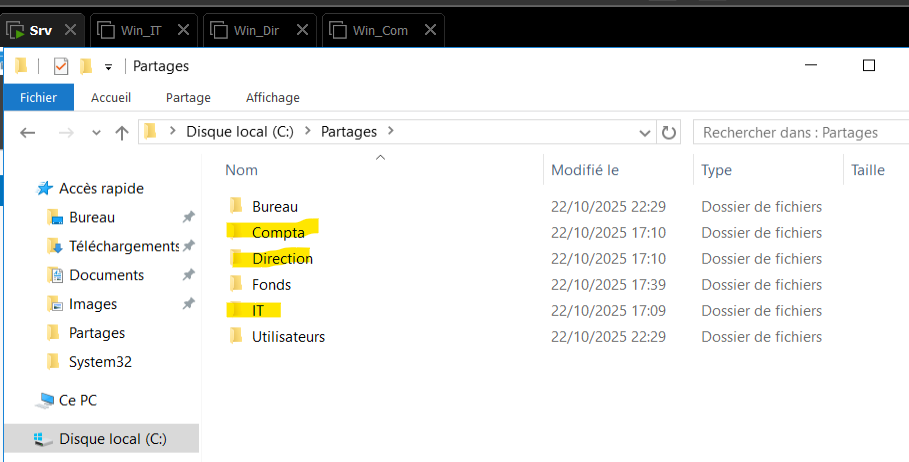 Srv Win_IT Win_Dir Win_Com
Partages
Fichier Accueil Partage Affichage
Disque local (C:) Partages Rechercher dans : Partages
Nom Modifié le Type Taille
Accès rapide
Bureau
Téléchargements
Documents
Images
Partages
System32
Ce PC
Disque local (C:)
Bureau 22/10/2025 22:29 Dossier de fichiers
Compta 22/10/2025 17:10 Dossier de fichiers
Direction 22/10/2025 17:10 Dossier de fichiers
Fonds 22/10/2025 17:39 Dossier de fichiers
IT 22/10/2025 17:09 Dossier de fichiers
Utilisateurs 22/10/2025 22:29 Dossier de fichiers